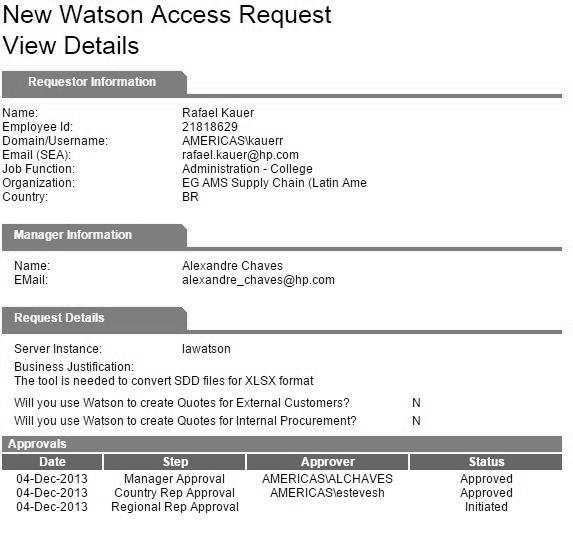 New Watson Access Request
View Details
Requestor Information
Name: Rafael Kauer
Employee Id: 21818629
Domain/Username: AMERICAS\kauerr
Email (SEA): rafael.kauer@hp.com
Job Function: Administration - College
Organization: EG AMS Supply Chain (Latin Ame
Country: BR
Manager Information
Name: Alexandre Chaves
EMail: alexandre_chaves@hp.com
Request Details
Server Instance: lawatson
Business Justification:
The tool is needed to convert SDD files for XLSX format
Will you use Watson to create Quotes for External Customers? N
Will you use Watson to create Quotes for Internal Procurement? N
Approvals
Date Step Approver Status
04-Dec-2013 Manager Approval AMERICAS\ALCHAVES Approved
04-Dec-2013 Country Rep Approval AMERICAS\estevesh Approved
04-Dec-2013 Regional Rep Approval Initiated